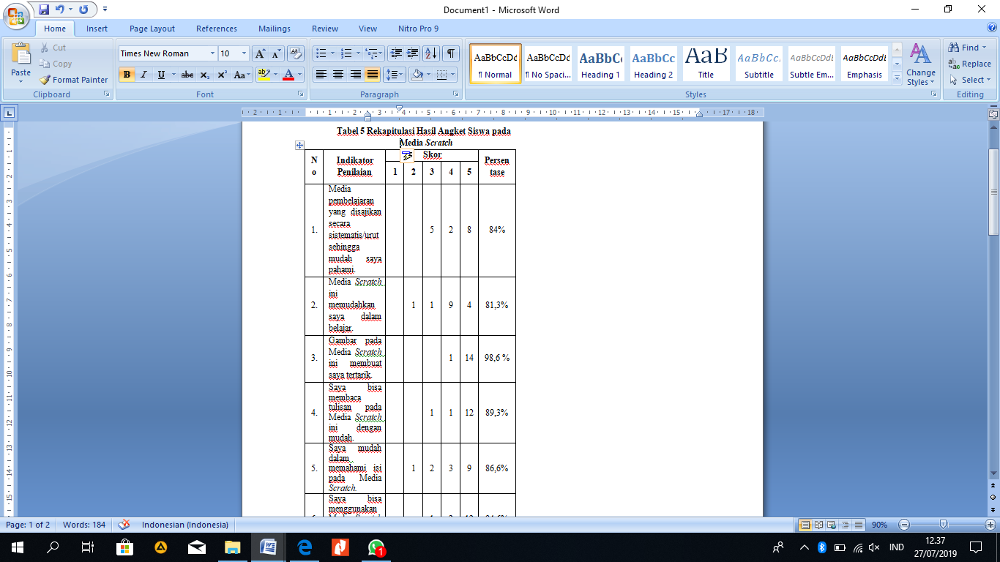 Document1 - Microsoft Word
Home Insert Page Layout References Mailings Review View Nitro Pro 9
Paste
Cut
Copy
Format Painter
Clipboard
Times New Roman 10
B I U abc x₂ x² Aa
Font
Paragraph
AaBbCcDd AaBbCcDd AaBbC AaBbCc AaB AaBbCc. AaBbCcDdI AaBbCcDdE
¶ Normal ¶ No Spaci... Heading 1 Heading 2 Title Subtitle Subtle Em... Emphasis
Styles
Change Styles
Find
Replace
Select
Editing
Tabel 5 Rekapitulasi Hasil Angket Siswa pada
Media Scratch
No Indikator Penilaian Skor Persentase
1 2 3 4 5
1. Media
pembelajaran
yang disajikan
secara
sistematis/urut
sehingga
mudah saya
pahami.
5 2 8 84%
2. Media Scratch
ini
memudahkan
saya dalam
belajar.
1 1 9 4 81,3%
3. Gambar pada
Media Scratch
ini membuat
saya tertarik.
1 14 98,6 %
4. Saya bisa
membaca
tulisan pada
Media Scratch
ini dengan
mudah.
1 1 12 89,3%
5. Saya mudah
dalam
memahami isi
pada Media
Scratch.
1 2 3 9 86,6%
Saya bisa
menggunakan
Page: 1 of 2 Words: 184 Indonesian (Indonesia) 90%
IND
12.37
27/07/2019